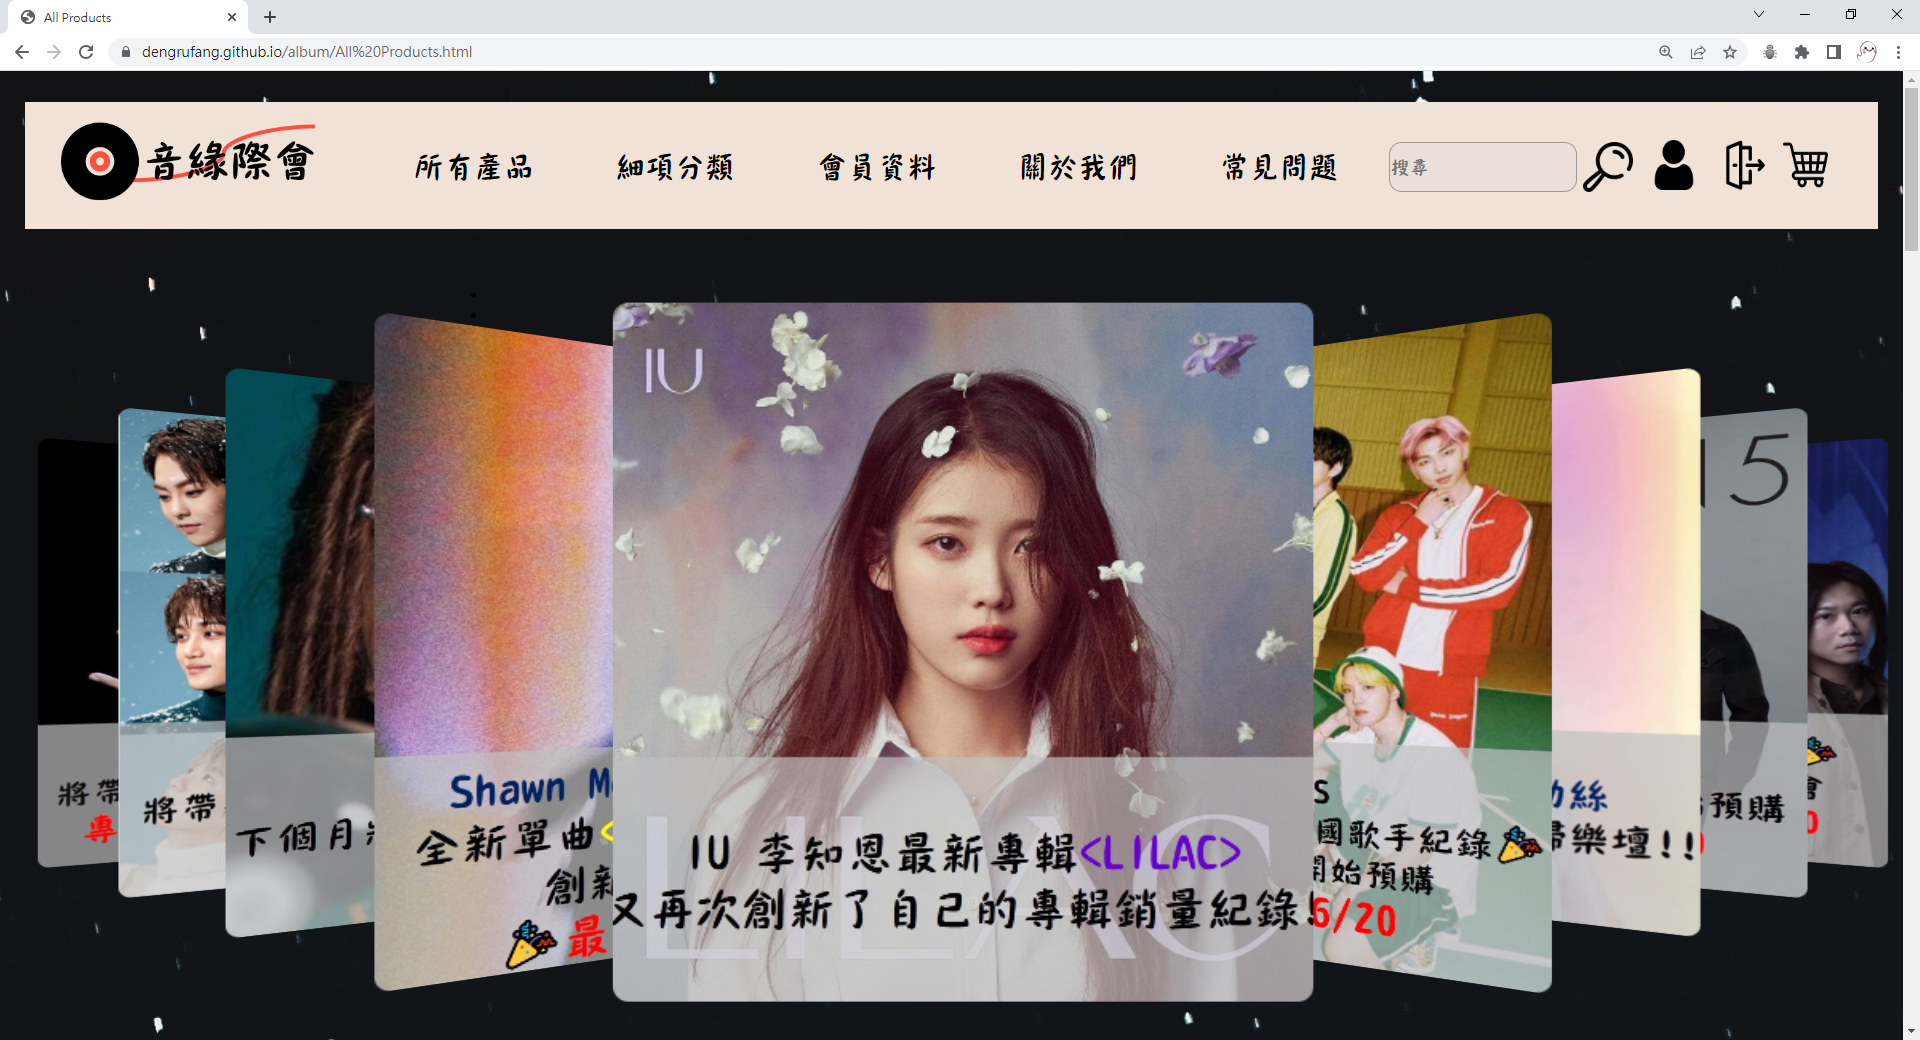 All Products
dengrufang.github.io/album/All%20Products.html
音緣際會
所有產品
細項分類
會員資料
關於我們
常見問題
搜尋
將帶
專
將帶
下個月
Shawn M
全新單曲<
創新
🎉最
IU
IU 李知恩最新專輯<LILAC>
又再次創新了自己的專輯銷量紀錄!
LILAC
S
國歌手紀錄🎉
開始預購
6/20
絲
歸樂壇!!
15
預購